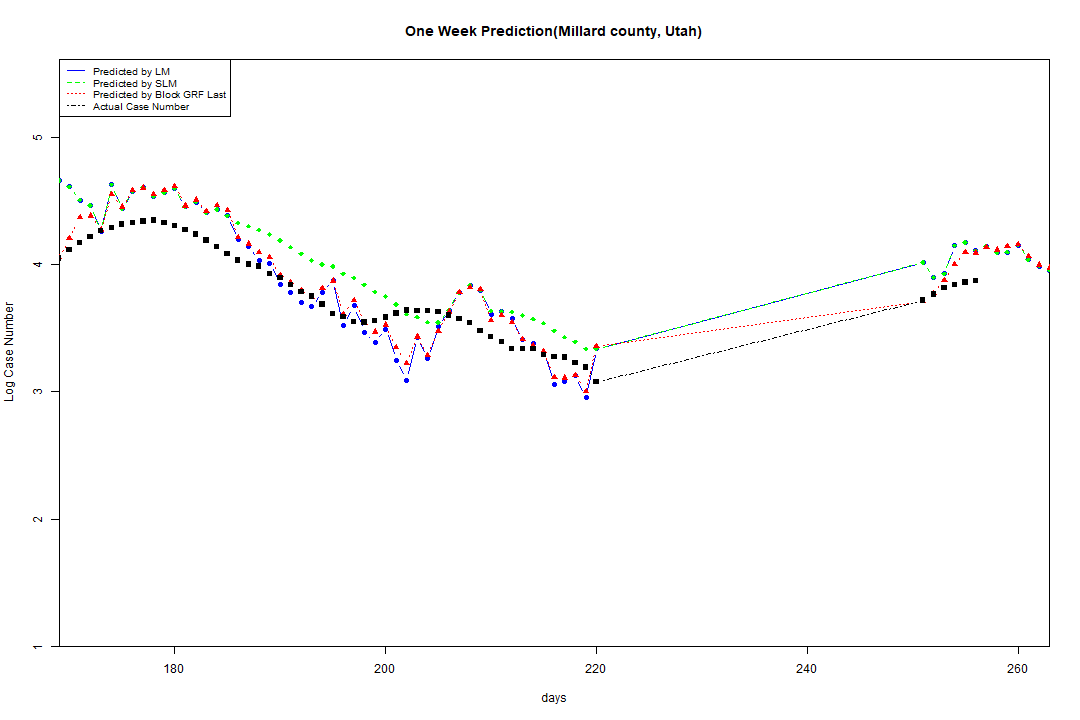 One Week Prediction(Millard county, Utah)
Predicted by LM
Predicted by SLM
Predicted by Block GRF Last
Actual Case Number
5
4
3
2
1
Log Case Number
180 200 220 240 260
days